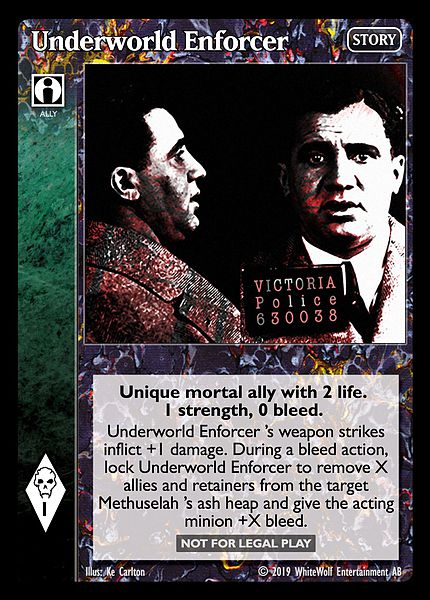 Underworld Enforcer
STORY
ALLY
VICTORIA
Police
630038
Unique mortal ally with 2 life.
1 strength, 0 bleed.
Underworld Enforcer 's weapon strikes
inflict +1 damage. During a bleed action,
lock Underworld Enforcer to remove X
allies and retainers from the target
Methuselah 's ash heap and give the acting
minion +X bleed.
NOT FOR LEGAL PLAY
I
Illus: Ke Carlton
© 2019 WhiteWolf Entertainment AB